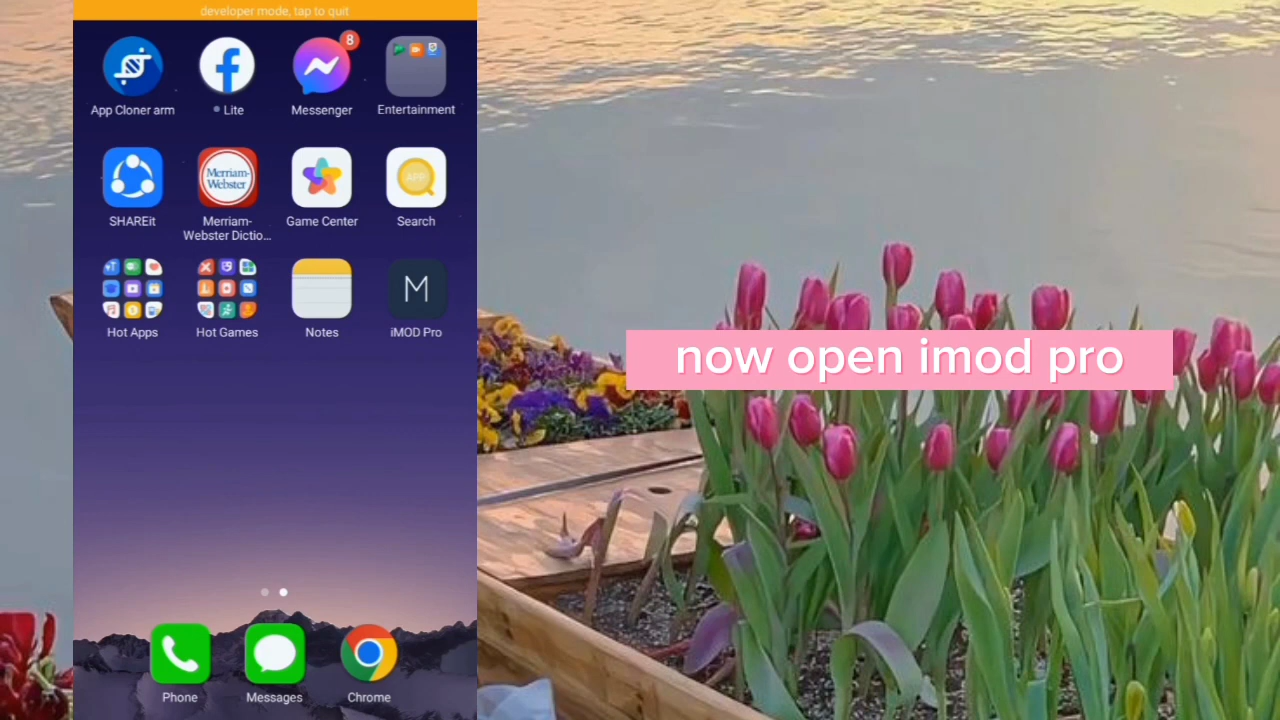 developer mode, tap to quit
8
App Cloner arm
Lite
Messenger
Entertainment
Merriam-
Webster
APP
SHAREit
Merriam-
Webster Dictio...
Game Center
Search
M
Hot Apps
Hot Games
Notes
iMOD Pro
now open imod pro
Phone
Messages
Chrome